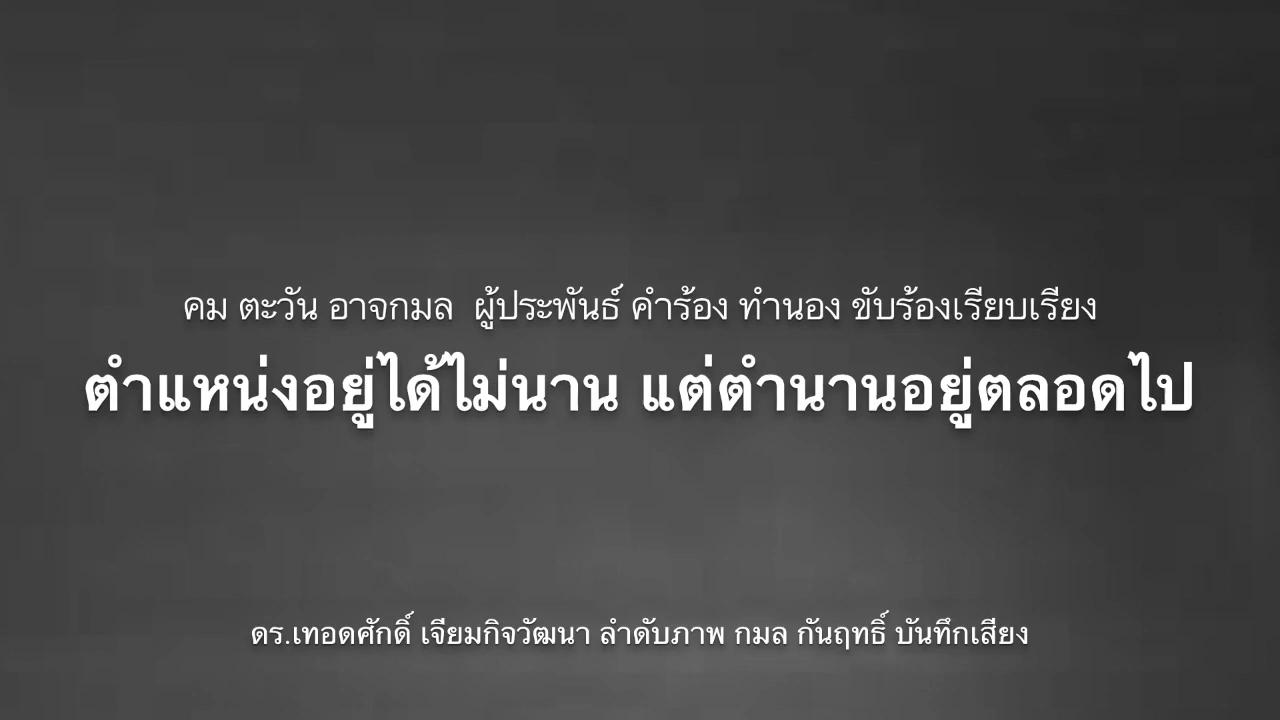 คม ตะวัน อาจกมล  ผู้ประพันธ์ คำร้อง ทำนอง ขับร้องเรียบเรียง
ตำแหน่งอยู่ได้ไม่นาน แต่ตำนานอยู่ตลอดไป
ดร.เทอดศักดิ์ เจียมกิจวัฒนา ลำดับภาพ กมล กันฤทธิ์ บันทึกเสียง